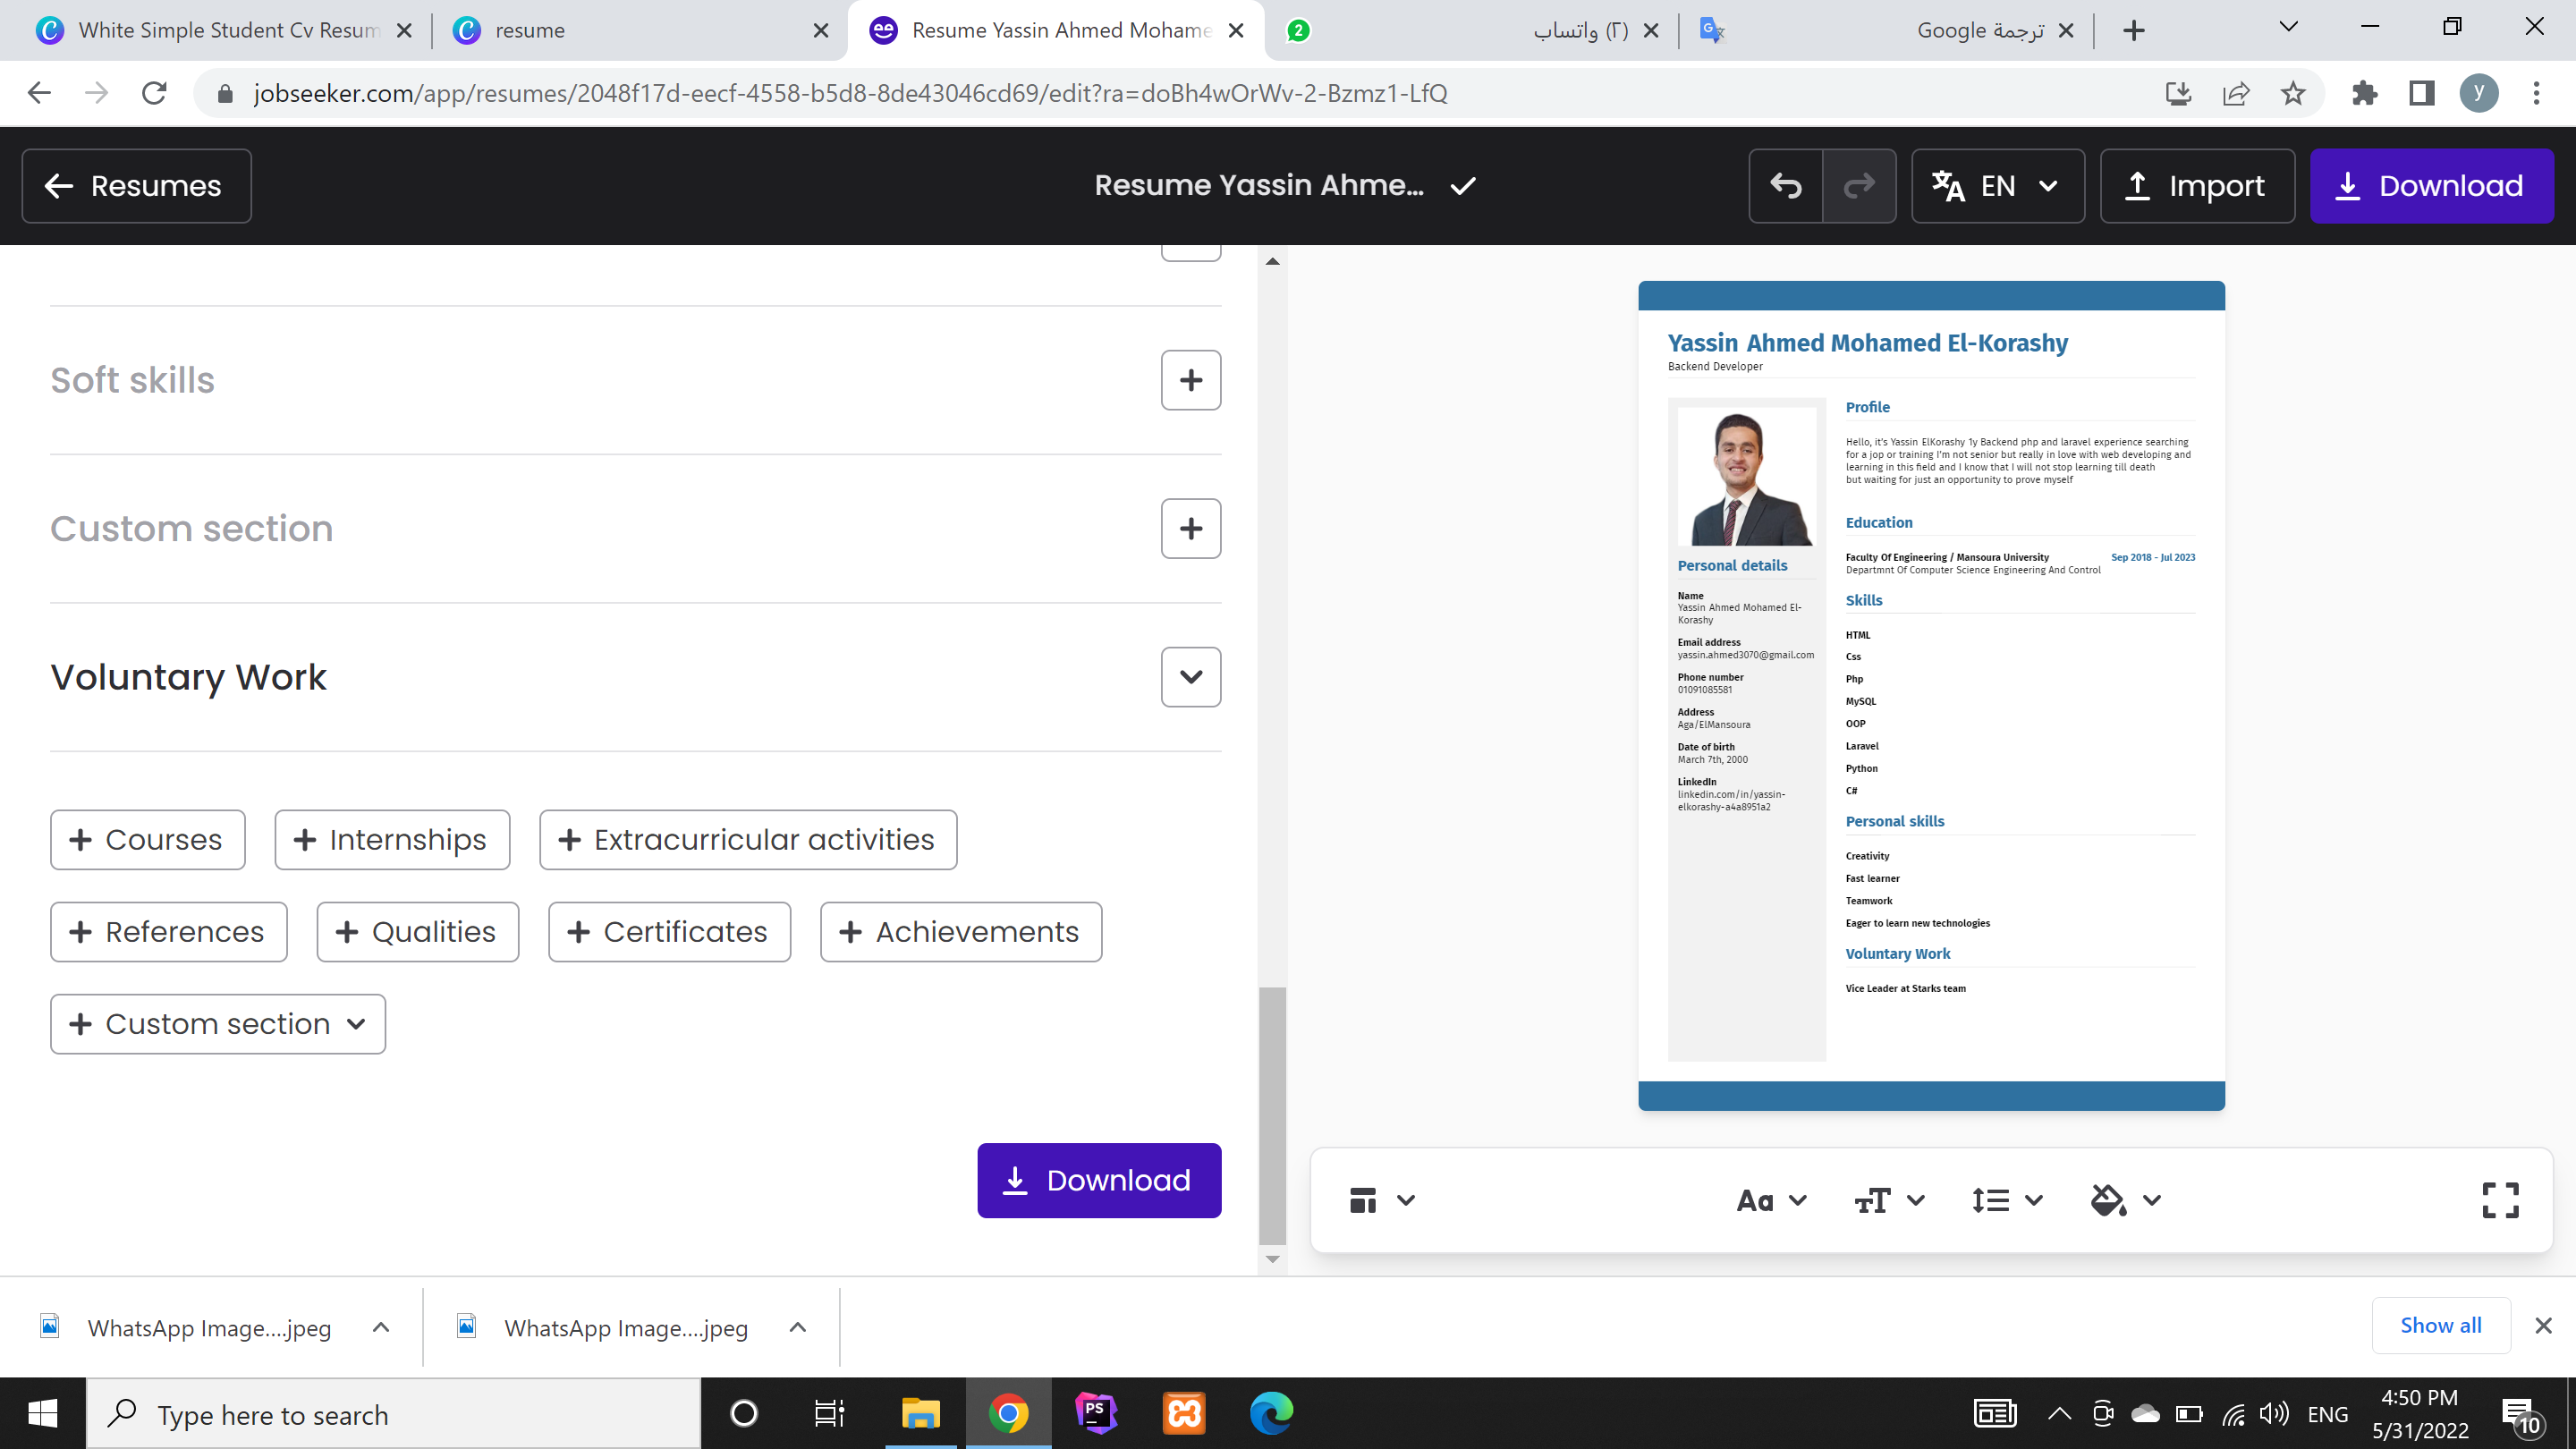 White Simple Student Cv Resum
resume
Resume Yassin Ahmed Mohame
2
(٢) واتساب
ترجمة Google
jobseeker.com/app/resumes/2048f17d-eecf-4558-b5d8-8de43046cd69/edit?ra=doBh4wOrWv-2-Bzmz1-LfQ
y
Resumes
Resume Yassin Ahme...
EN
Import
Download
Soft skills
Custom section
Voluntary Work
Courses
Internships
Extracurricular activities
References
Qualities
Certificates
Achievements
Custom section
Download
Yassin Ahmed Mohamed El-Korashy
Backend Developer
Personal details
Name
Yassin Ahmed Mohamed El-
Korashy
Email address
yassin.ahmed3070@gmail.com
Phone number
01091085581
Address
Aga/ElMansoura
Date of birth
March 7th, 2000
LinkedIn
linkedin.com/in/yassin-
elkorashy-a4a8951a2
Profile
Hello, it's Yassin ElKorashy 1y Backend php and laravel experience searching
for a jop or training I'm not senior but really in love with web developing and
learning in this field and I know that I will not stop learning till death
but waiting for just an opportunity to prove myself
Education
Faculty Of Engineering / Mansoura University
Sep 2018 - Jul 2023
Departmnt Of Computer Science Engineering And Control
Skills
HTML
Css
Php
MySQL
OOP
Laravel
Python
C#
Personal skills
Creativity
Fast learner
Teamwork
Eager to learn new technologies
Voluntary Work
Vice Leader at Starks team
Aa
TT
WhatsApp Image....jpeg
WhatsApp Image....jpeg
Show all
Type here to search
PS
ENG
4:50 PM
5/31/2022
10